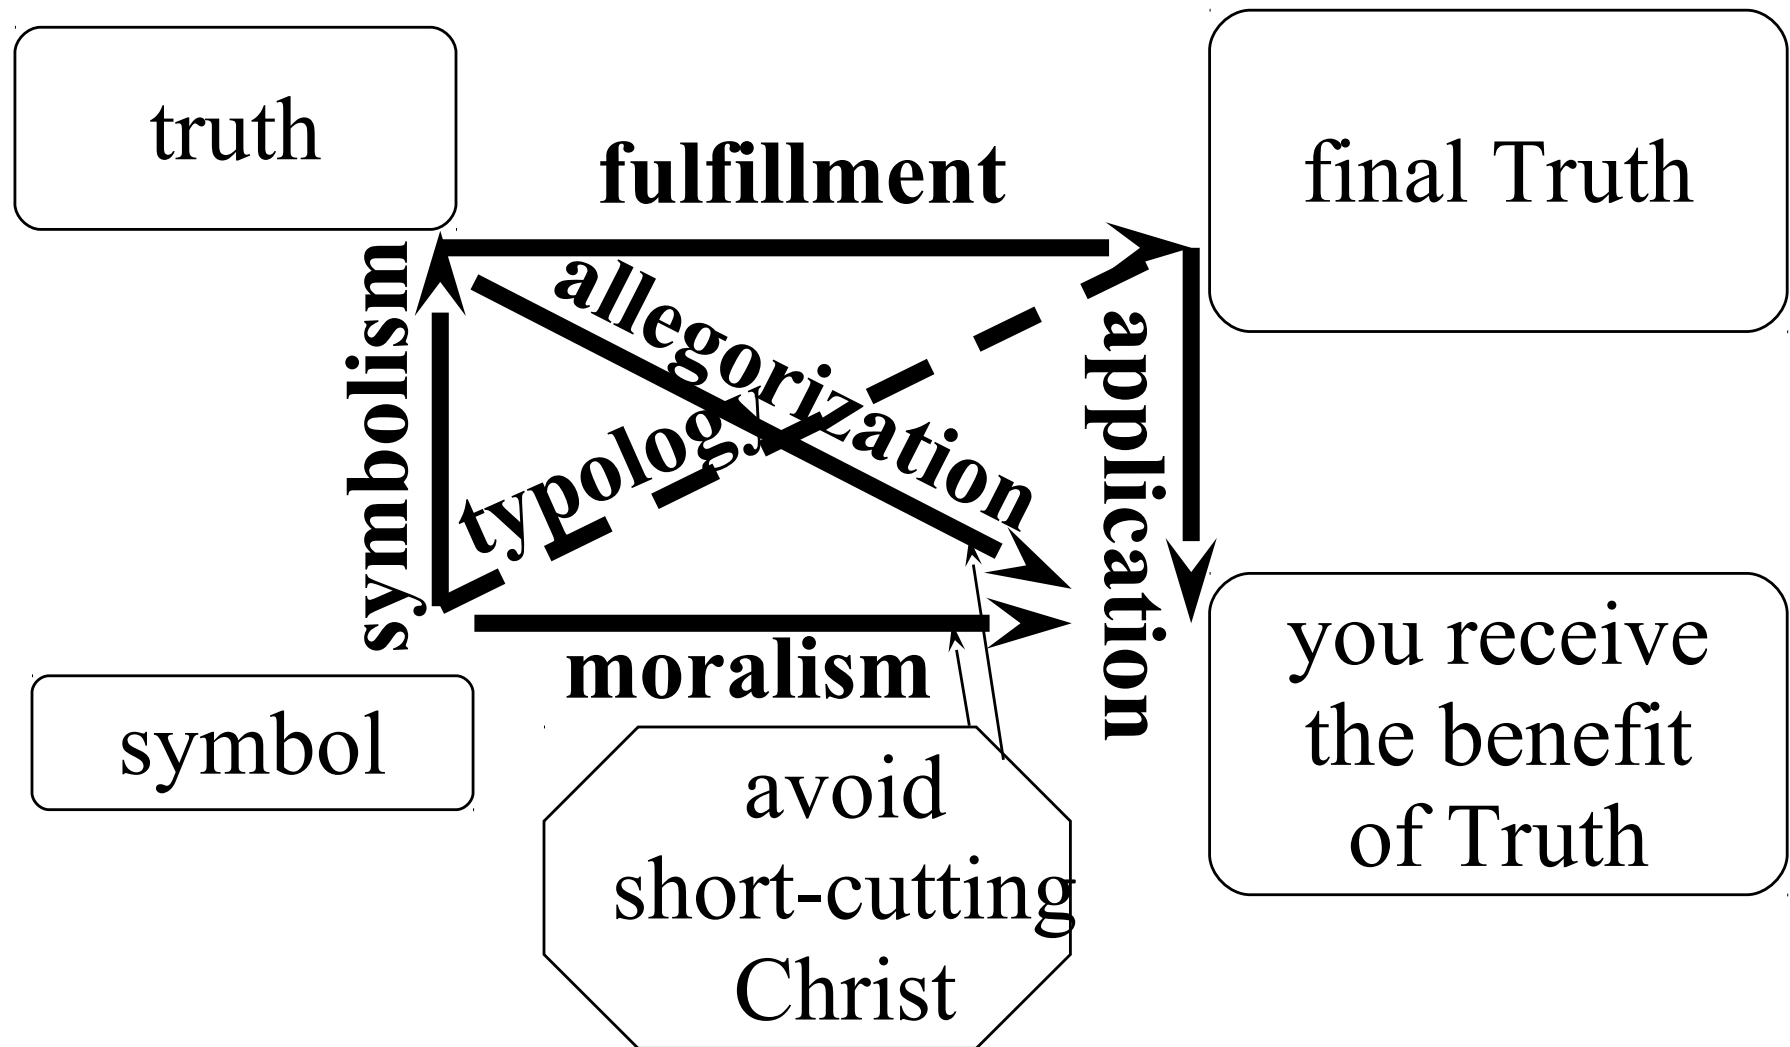 truth
fulfillment
final Truth
symbolism
allegorization
typology
application
moralism
symbol
you receive
the benefit
of Truth
avoid
short-cutting
Christ